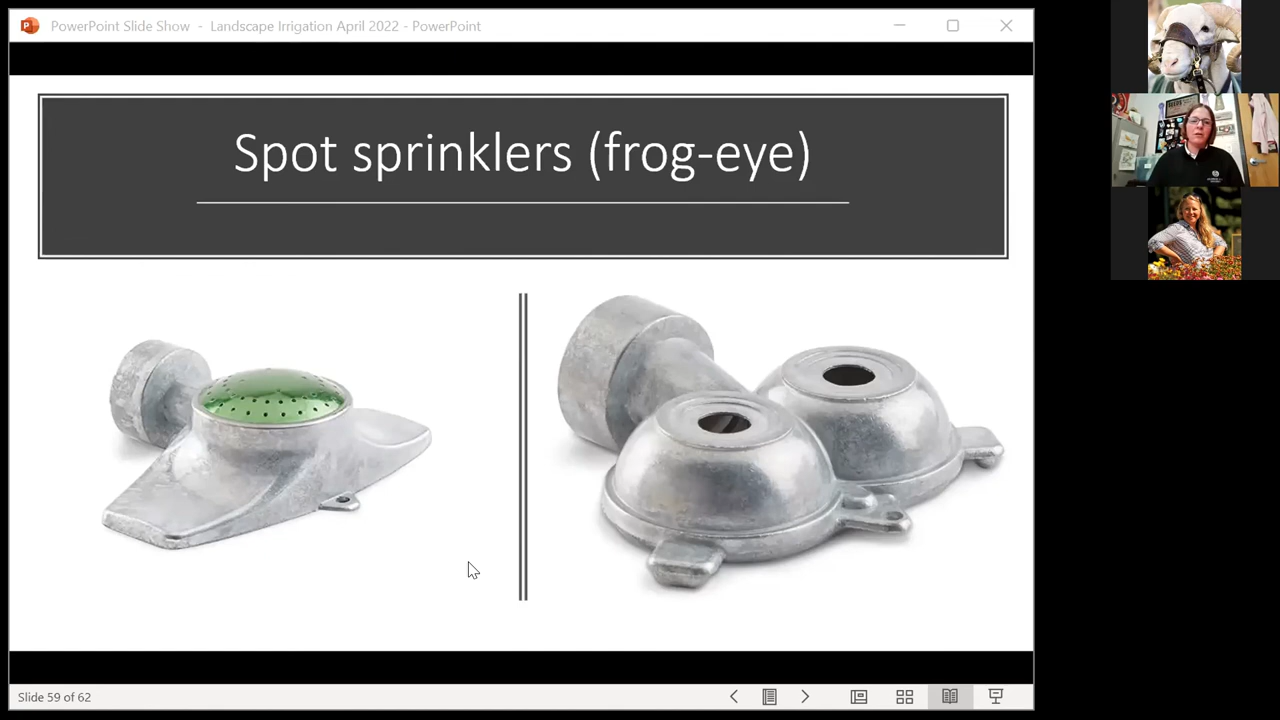 PowerPoint Slide Show - Landscape Irrigation April 2022 - PowerPoint
Spot sprinklers (frog-eye)
Slide 59 of 62